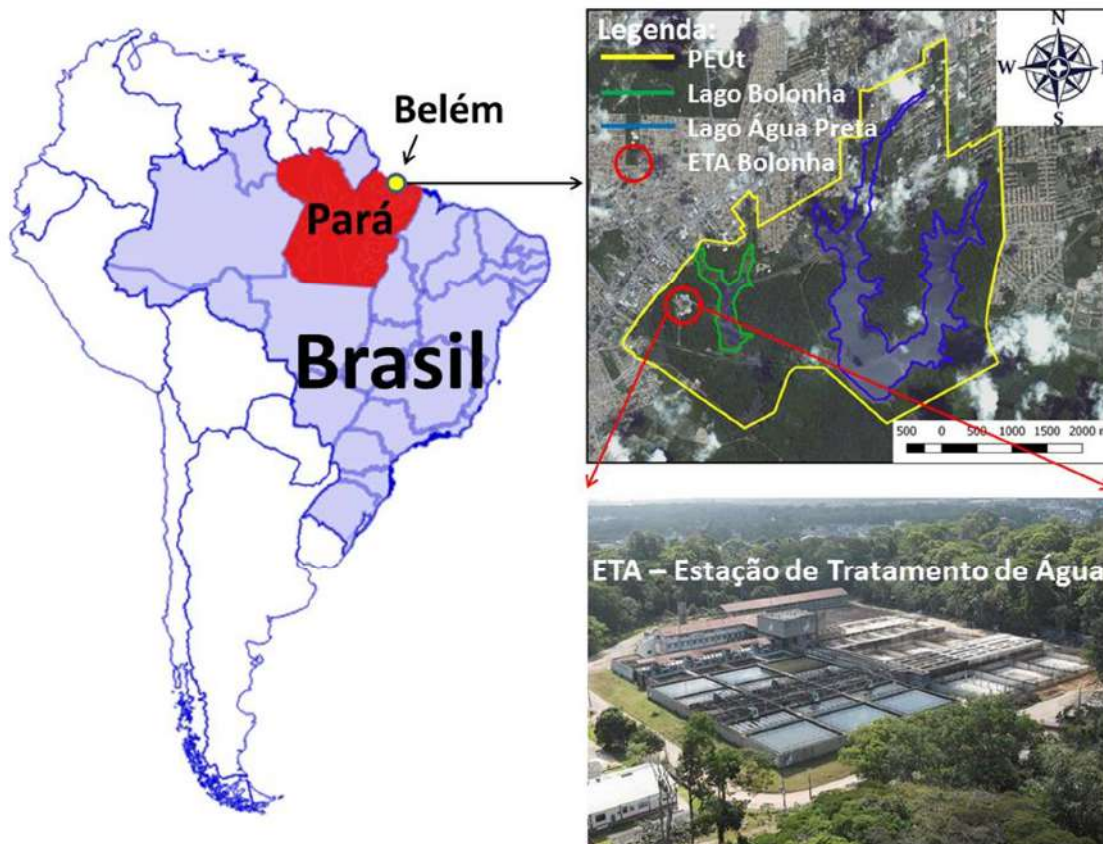 Belém
Pará
Brasil
Legenda:
PEUt
Lago Bolonha
Lago Água Preta
ETA Bolonha
N
W
S
500 0 500 1000 1500 2000
ETA – Estação de Tratamento de Água